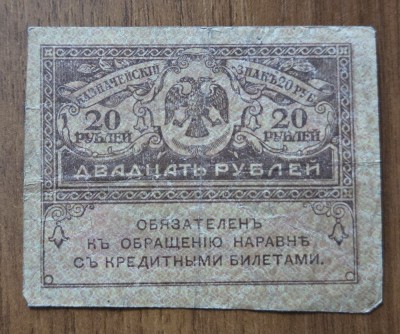 КАЗНАЧЕЙСКІЙ ЗНАКЪ 20 РУБ.
20 20
РУБЛЕЙ РУБЛЕЙ
ДВАДЦАТЬ РУБЛЕЙ
ОБЯЗАТЕЛЕНЪ
КЪ ОБРАЩЕНІЮ НАРАВНѢ
СЪ КРЕДИТНЫМИ БИЛЕТАМИ.